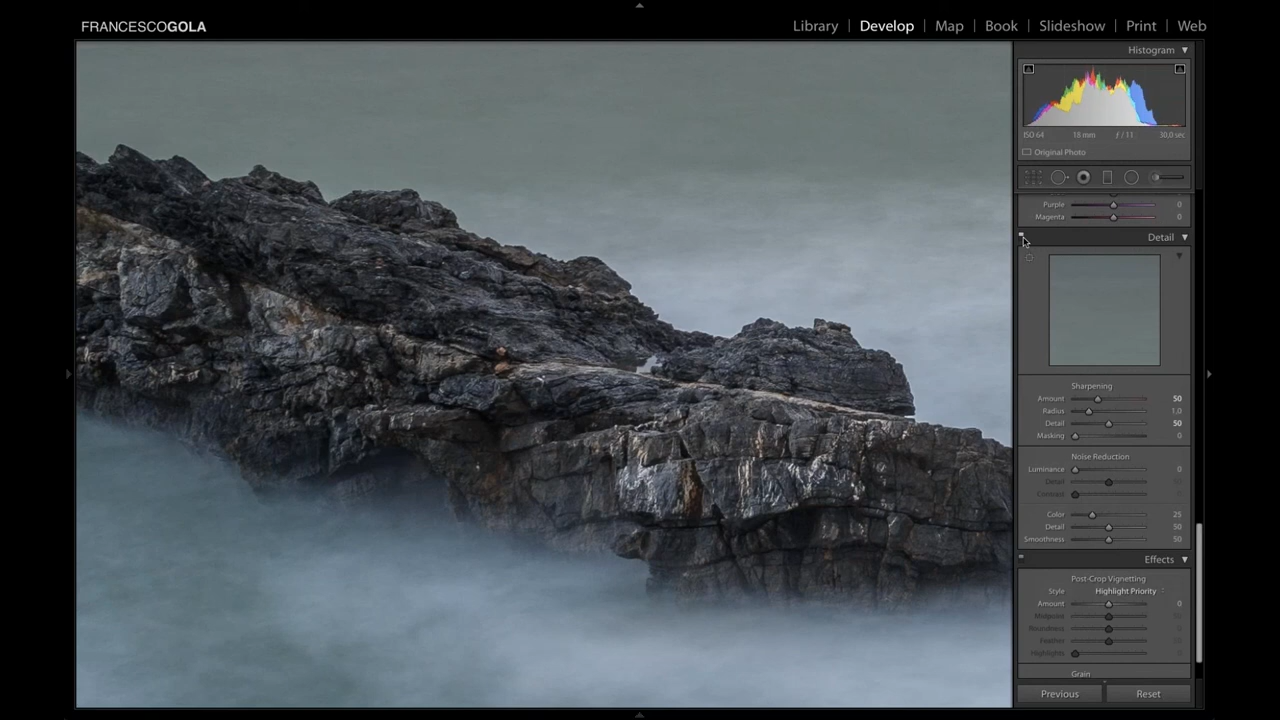 FRANCESCOGOLA
Library | Develop | Map | Book | Slideshow | Print | Web
Histogram
ISO 64 18 mm ƒ / 11 30,0 sec
Original Photo
Purple 0
Magenta 0
Detail
Sharpening
Amount 50
Radius 1,0
Detail 50
Masking 0
Noise Reduction
Luminance 0
Detail
Contrast
Color 25
Detail 50
Smoothness 50
Effects
Post-Crop Vignetting
Style Highlight Priority
Amount 0
Midpoint
Roundness
Feather
Highlights
Grain
Previous Reset